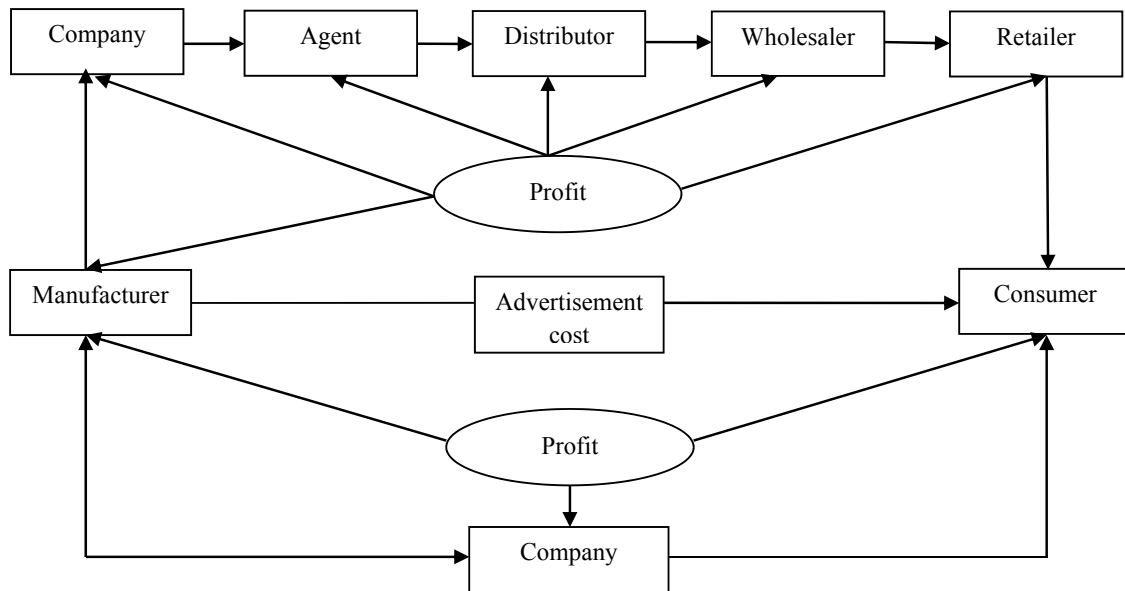 Company
Agent
Distributor
Wholesaler
Retailer
Profit
Manufacturer
Advertisement
cost
Consumer
Profit
Company